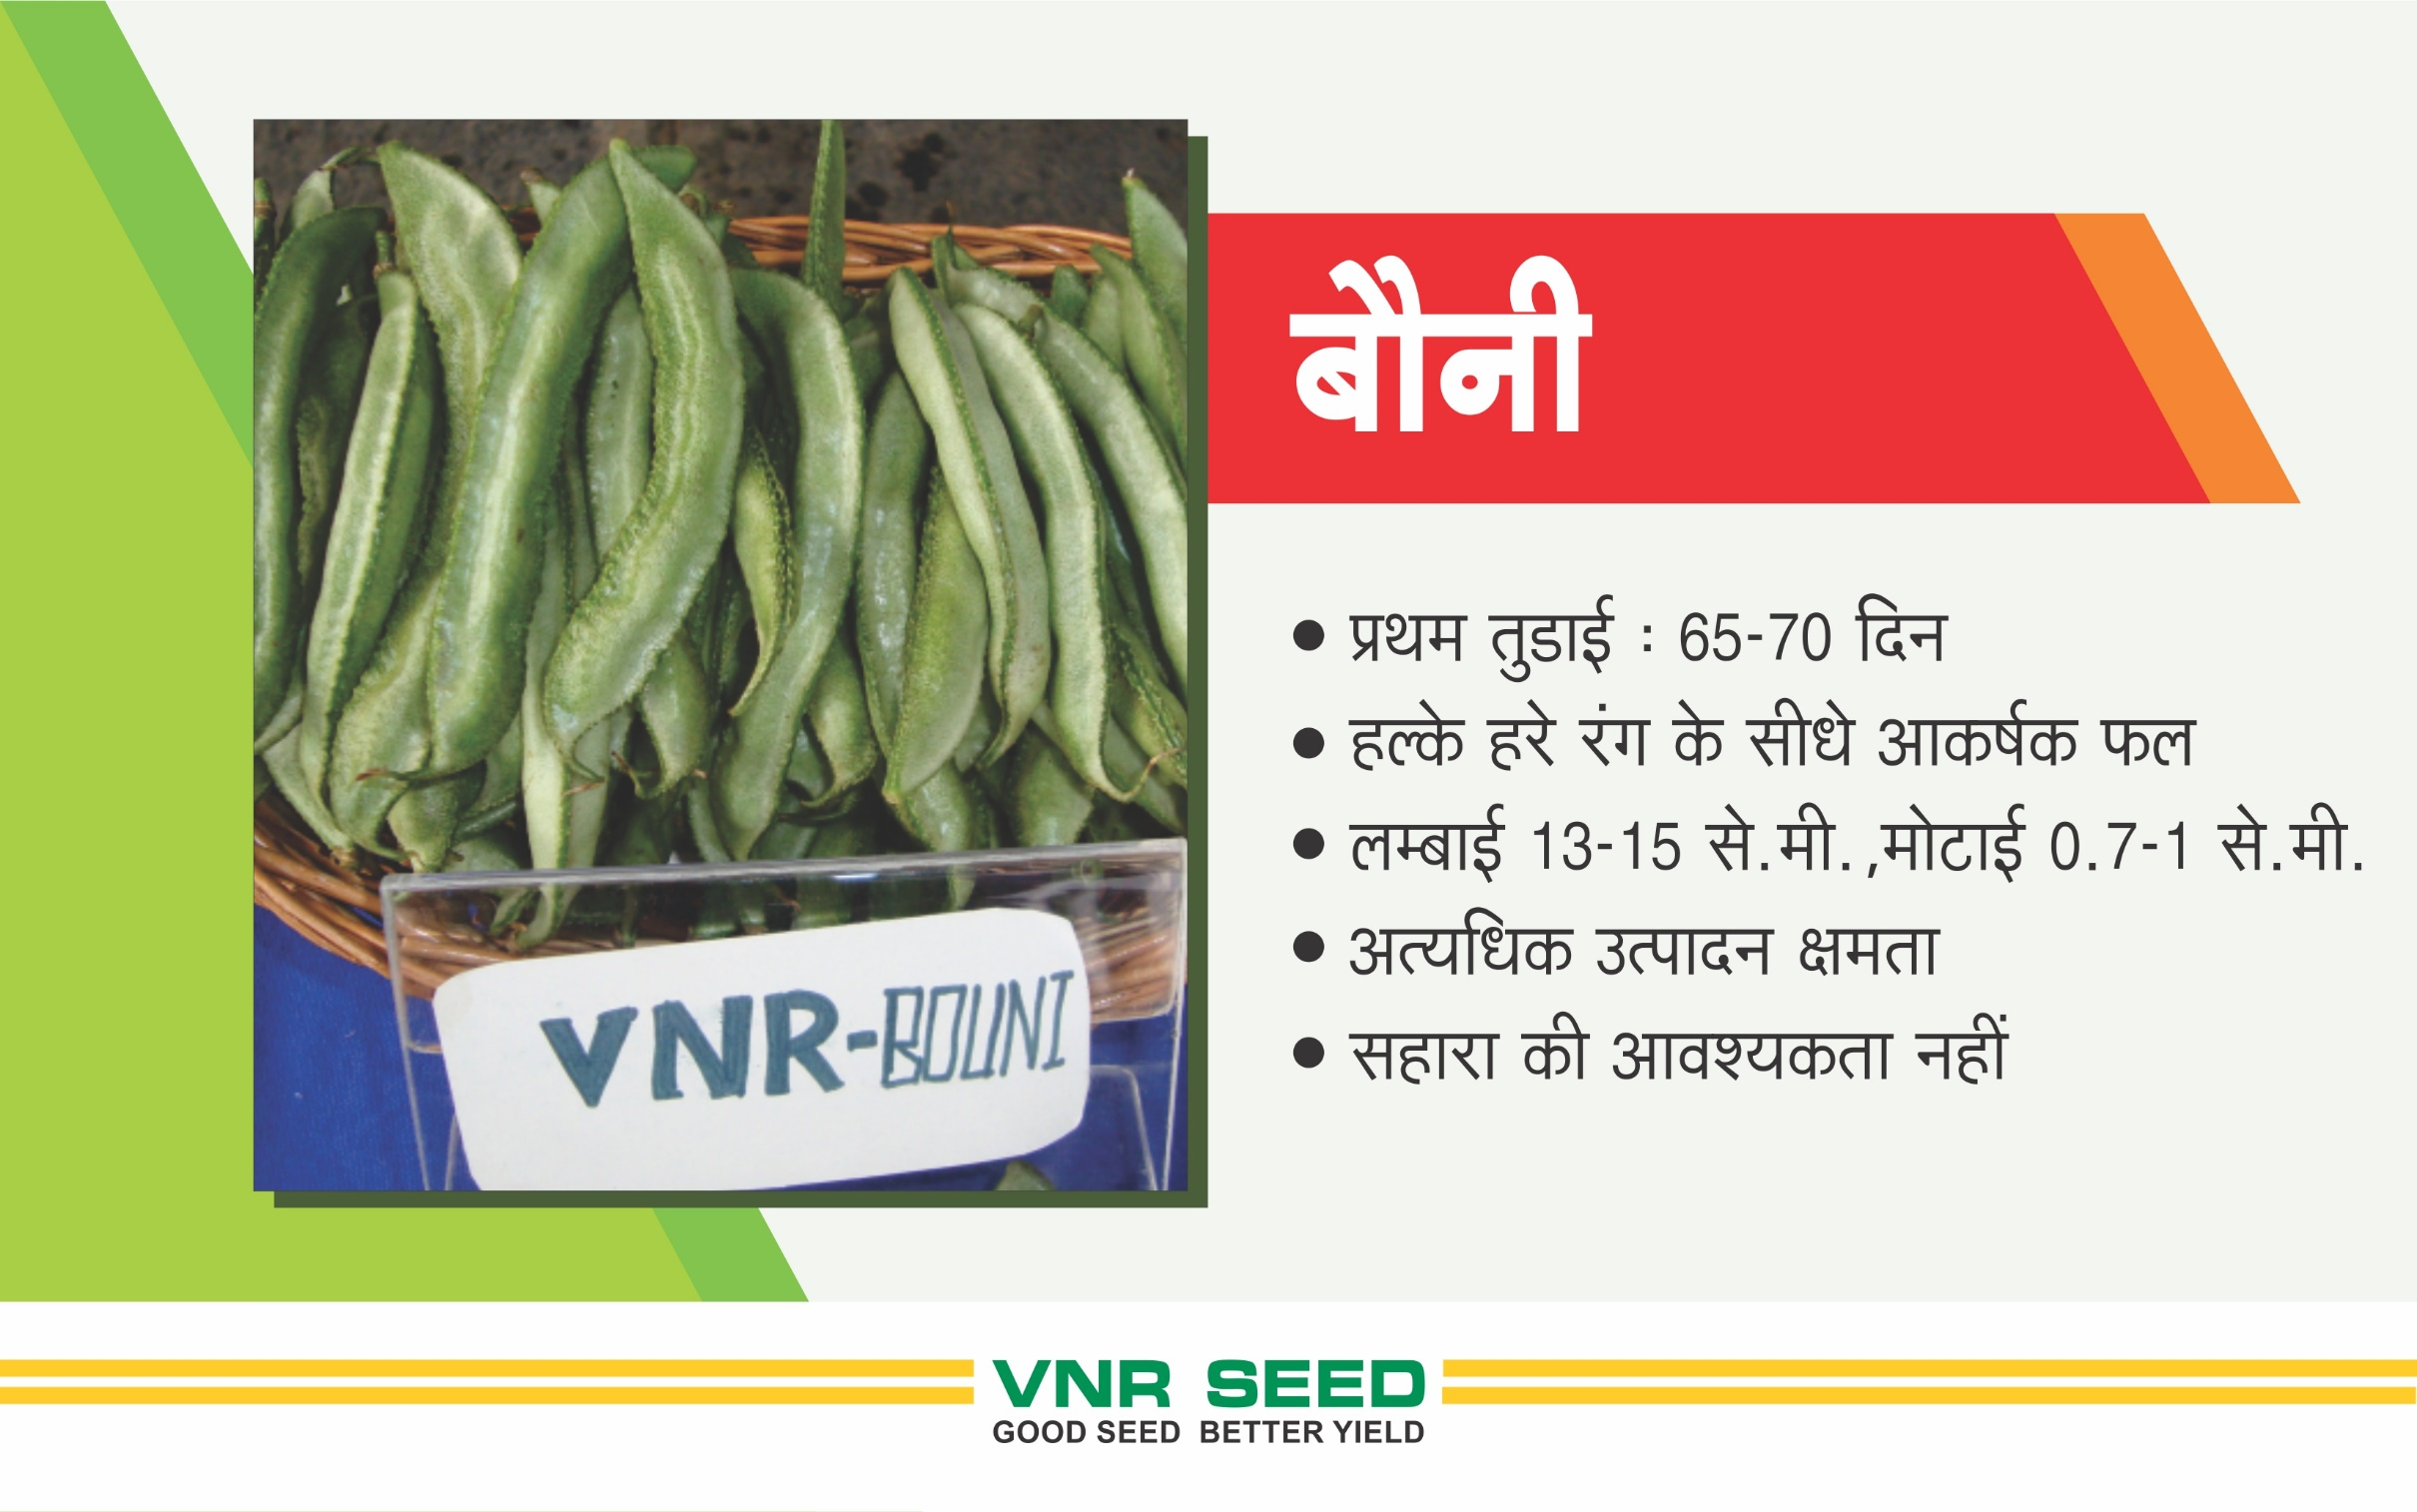 बौनी
● प्रथम तुडाई : 65-70 दिन
● हल्के हरे रंग के सीधे आकर्षक फल
● लम्बाई 13-15 से.मी.,मोटाई 0.7-1 से.मी.
● अत्यधिक उत्पादन क्षमता
● सहारा की आवश्यकता नहीं
VNR-BOUNI
VNR SEED
GOOD SEED BETTER YIELD